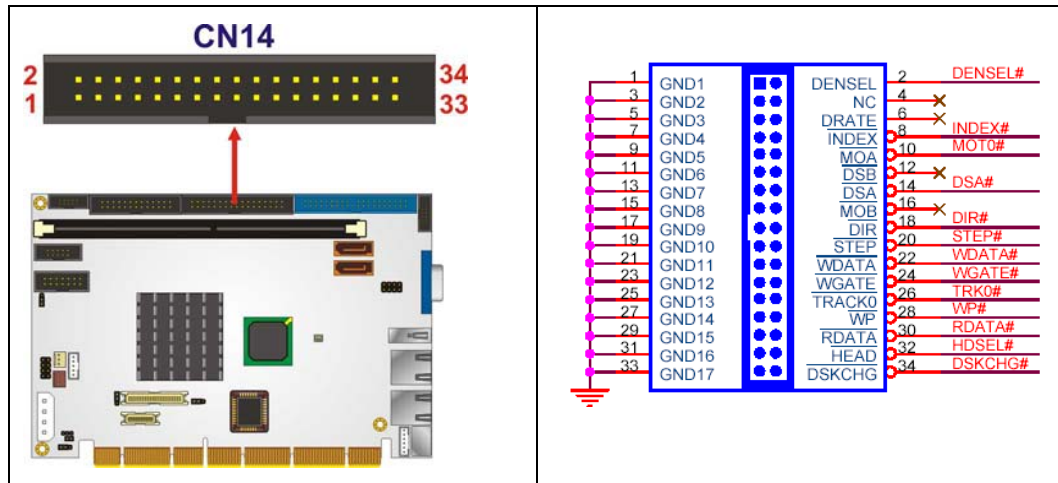 CN14
2 34
1 33
1 GND1 DENSEL 2 DENSEL#
3 GND2 NC 4
5 GND3 DRATE 6
7 GND4 INDEX 8 INDEX#
9 GND5 MOA 10 MOT0#
11 GND6 DSB 12
13 GND7 DSA 14 DSA#
15 GND8 MOB 16
17 GND9 DIR 18 DIR#
19 GND10 STEP 20 STEP#
21 GND11 WDATA 22 WDATA#
23 GND12 WGATE 24 WGATE#
25 GND13 TRACK0 26 TRK0#
27 GND14 WP 28 WP#
29 GND15 RDATA 30 RDATA#
31 GND16 HEAD 32 HDSEL#
33 GND17 DSKCHG 34 DSKCHG#